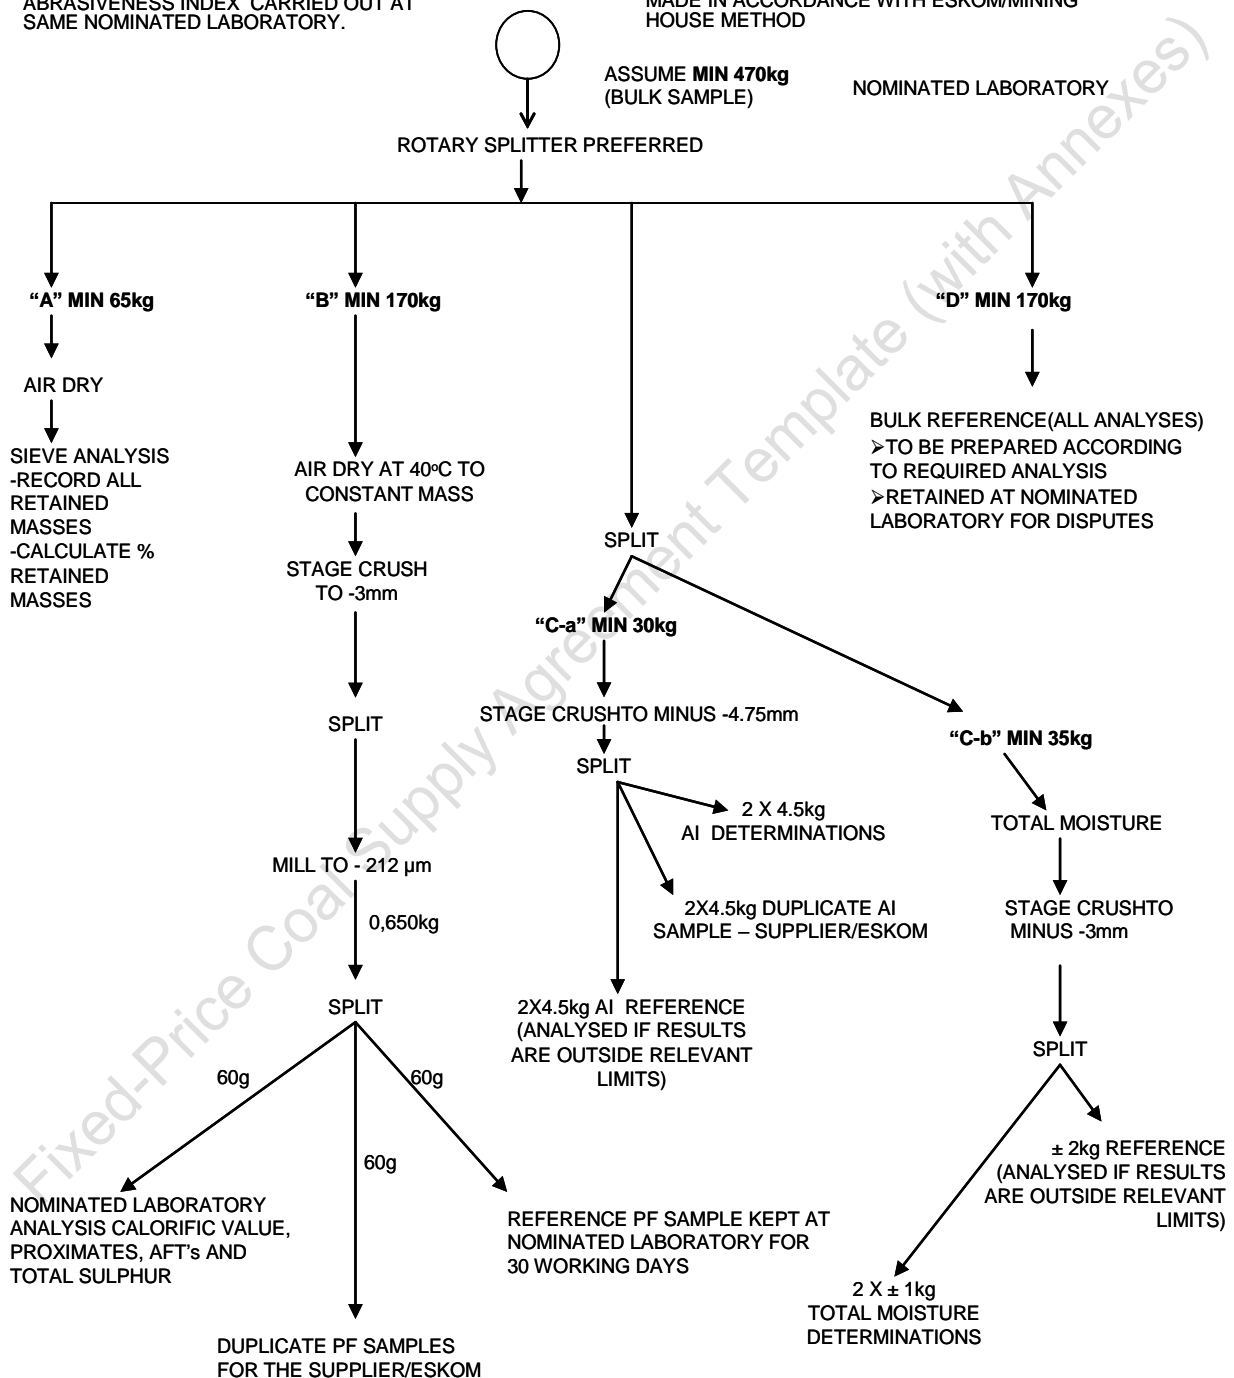 ABRASIVENESS INDEX CARRIED OUT AT
SAME NOMINATED LABORATORY.
MADE IN ACCORDANCE WITH ESKOM/MINING
HOUSE METHOD
ASSUME MIN 470kg
(BULK SAMPLE)
NOMINATED LABORATORY
ROTARY SPLITTER PREFERRED
“A” MIN 65kg
“B” MIN 170kg
“D” MIN 170kg
AIR DRY
SIEVE ANALYSIS
-RECORD ALL
RETAINED
MASSES
-CALCULATE %
RETAINED
MASSES
AIR DRY AT 40ºC TO
CONSTANT MASS
STAGE CRUSH
TO -3mm
SPLIT
MILL TO - 212 µm
0,650kg
SPLIT
60g
60g
60g
NOMINATED LABORATORY
ANALYSIS CALORIFIC VALUE,
PROXIMATES, AFT's AND
TOTAL SULPHUR
DUPLICATE PF SAMPLES
FOR THE SUPPLIER/ESKOM
REFERENCE PF SAMPLE KEPT AT
NOMINATED LABORATORY FOR
30 WORKING DAYS
SPLIT
“C-a” MIN 30kg
STAGE CRUSHTO MINUS -4.75mm
SPLIT
2 X 4.5kg
AI DETERMINATIONS
2X4.5kg DUPLICATE AI
SAMPLE – SUPPLIER/ESKOM
2X4.5kg AI REFERENCE
(ANALYSED IF RESULTS
ARE OUTSIDE RELEVANT
LIMITS)
“C-b” MIN 35kg
TOTAL MOISTURE
STAGE CRUSHTO
MINUS -3mm
SPLIT
± 2kg REFERENCE
(ANALYSED IF RESULTS
ARE OUTSIDE RELEVANT
LIMITS)
2 X ± 1kg
TOTAL MOISTURE
DETERMINATIONS
BULK REFERENCE(ALL ANALYSES)
➢TO BE PREPARED ACCORDING
TO REQUIRED ANALYSIS
➢RETAINED AT NOMINATED
LABORATORY FOR DISPUTES
Fixed-Price Coal Supply Agreement Template (with Annexes)